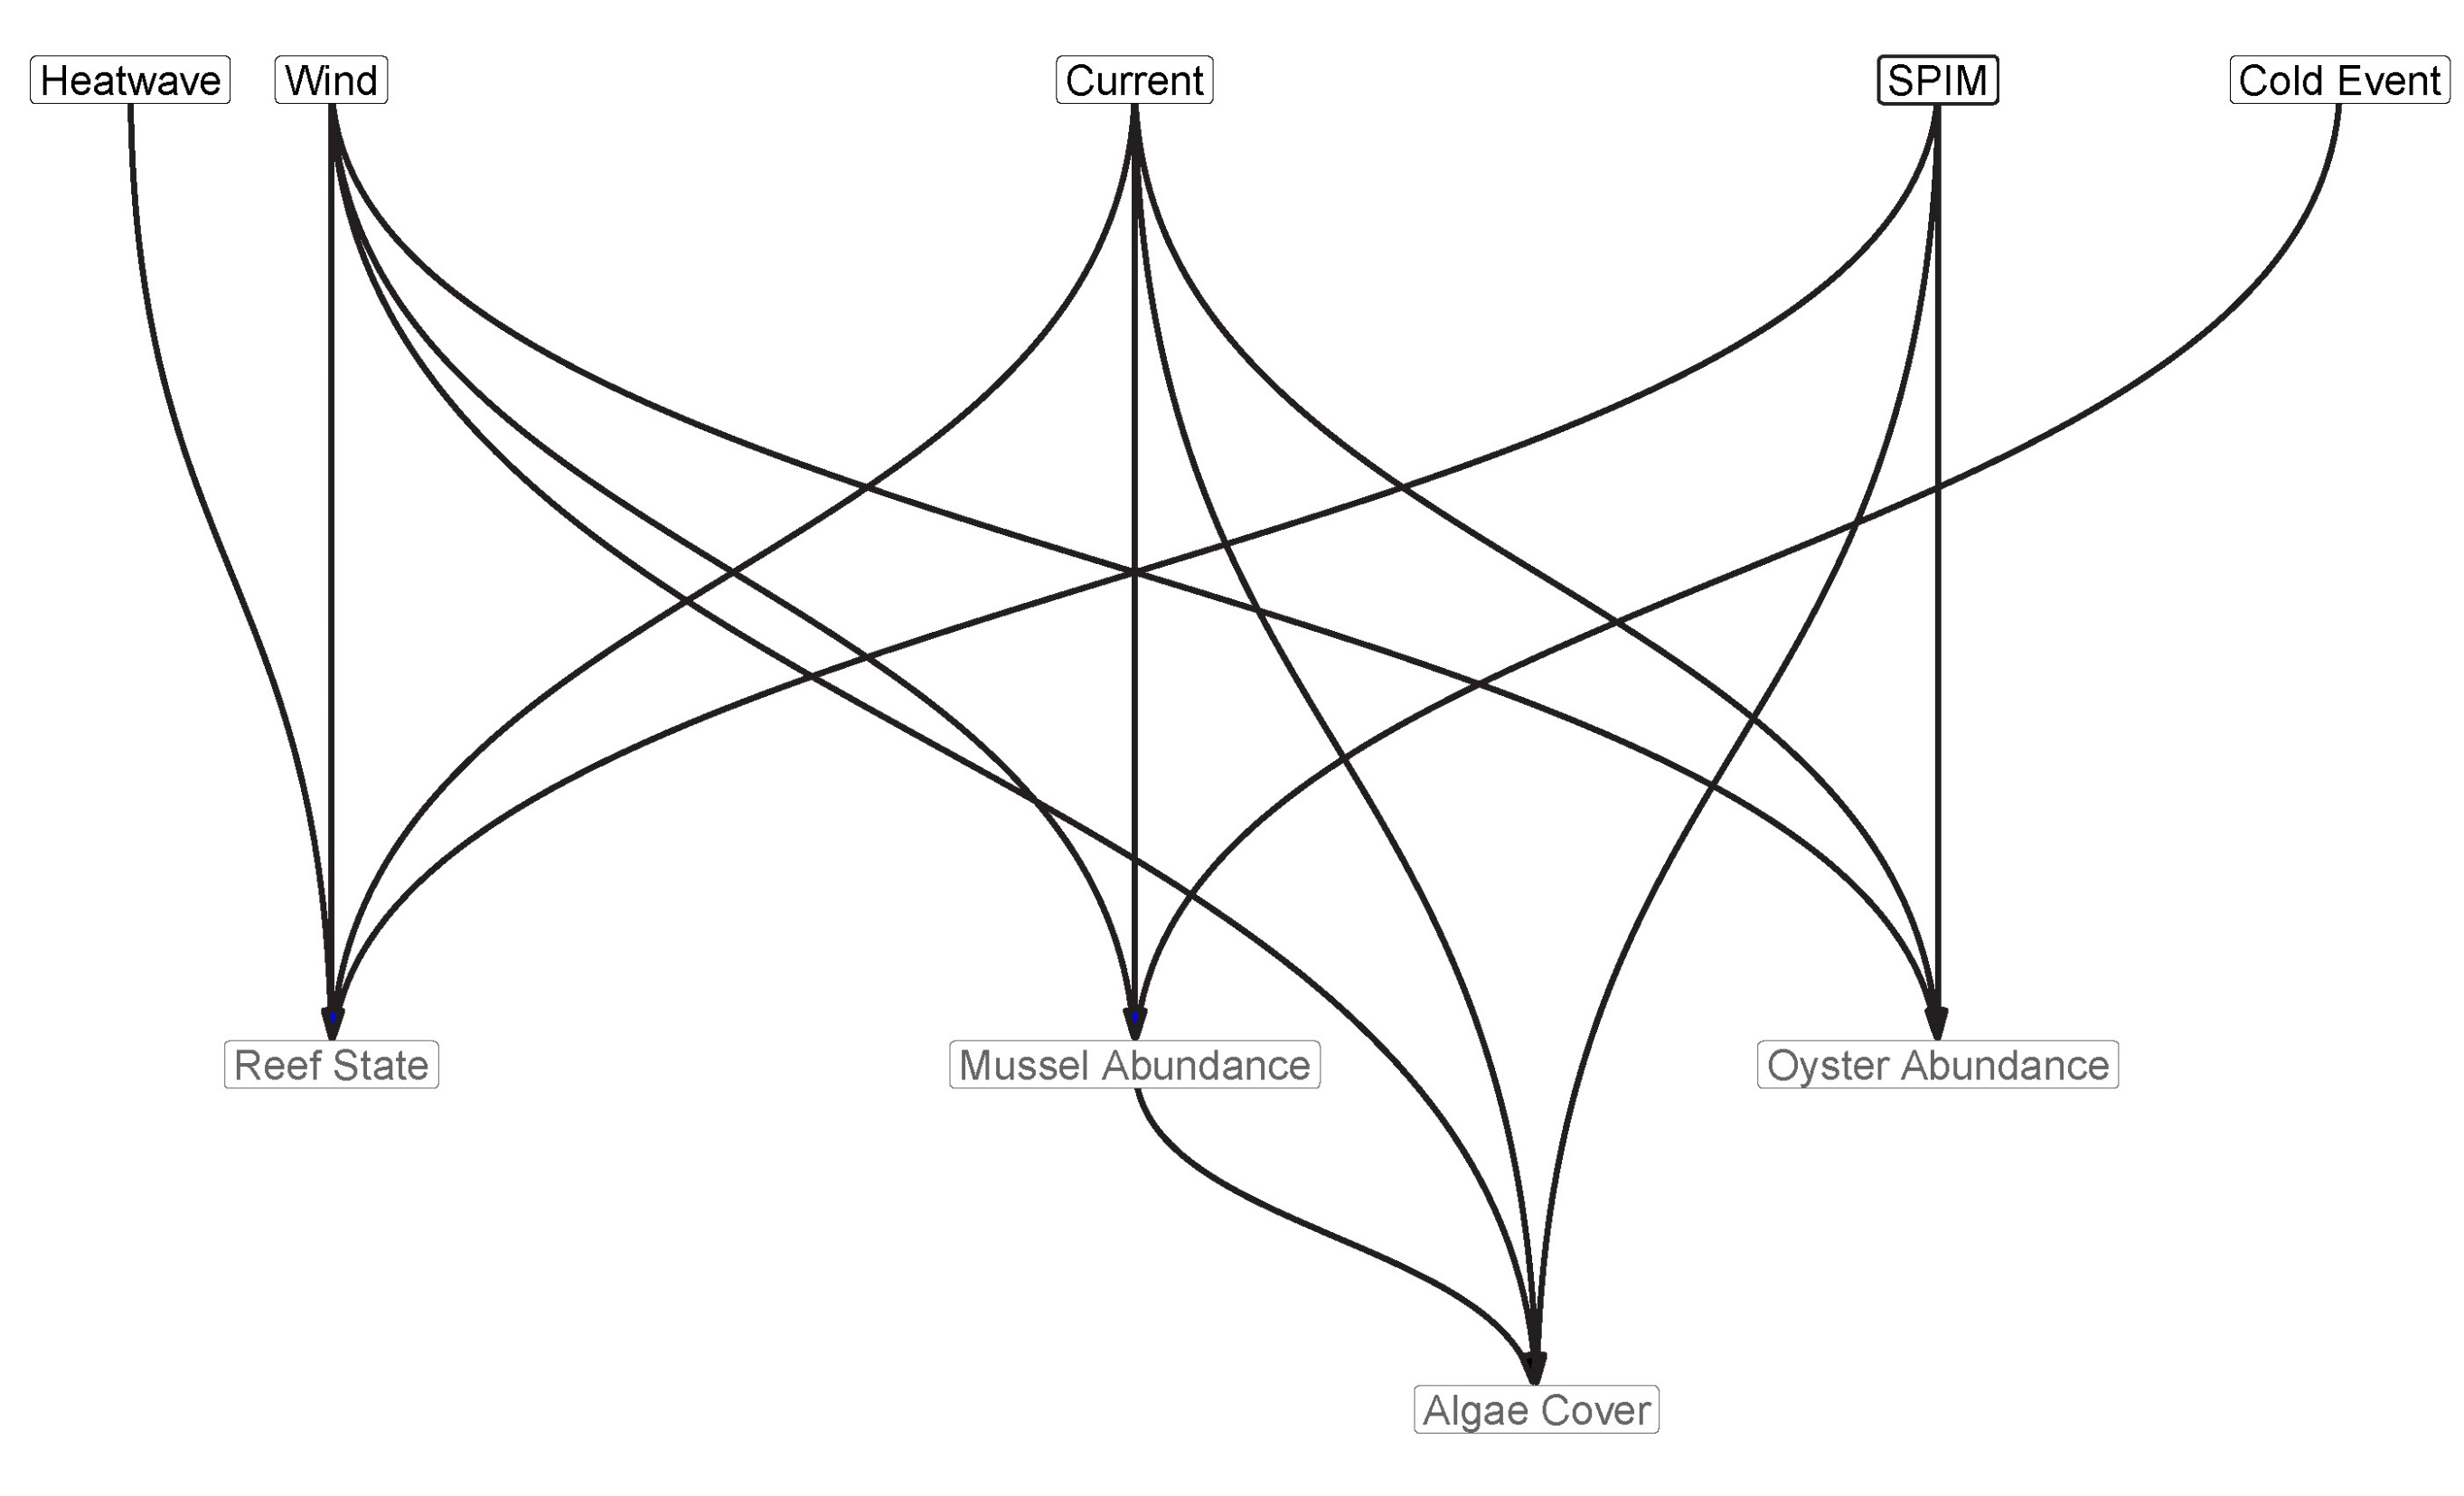 Heatwave
Wind
Current
SPIM
Cold Event
Reef State
Mussel Abundance
Oyster Abundance
Algae Cover